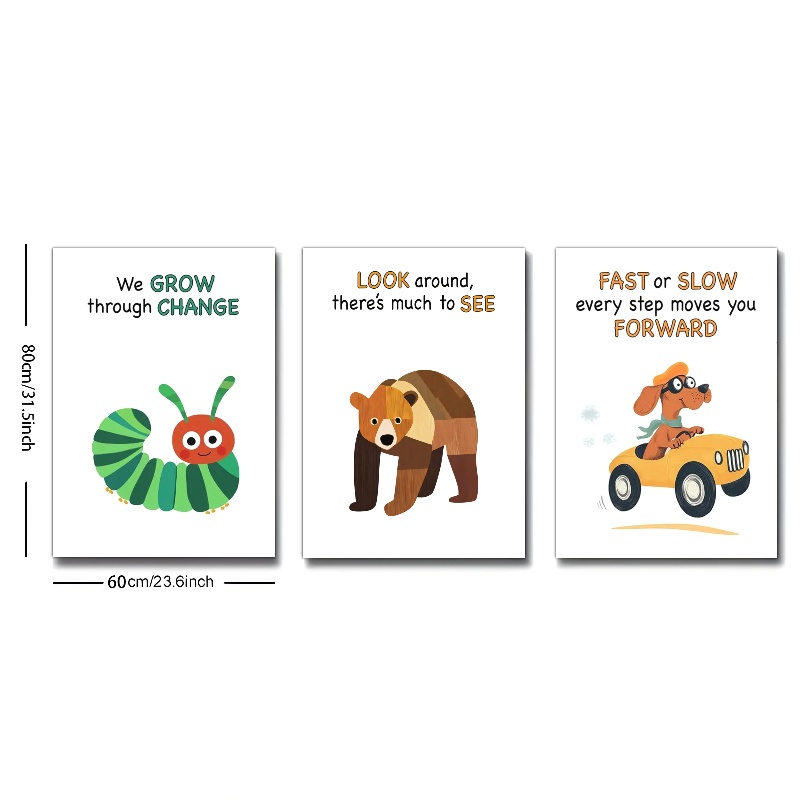 We GROW
through CHANGE
LOOK around,
there's much to SEE
FAST or SLOW
every step moves you
FORWARD
80cm/31.5inch
60cm/23.6inch